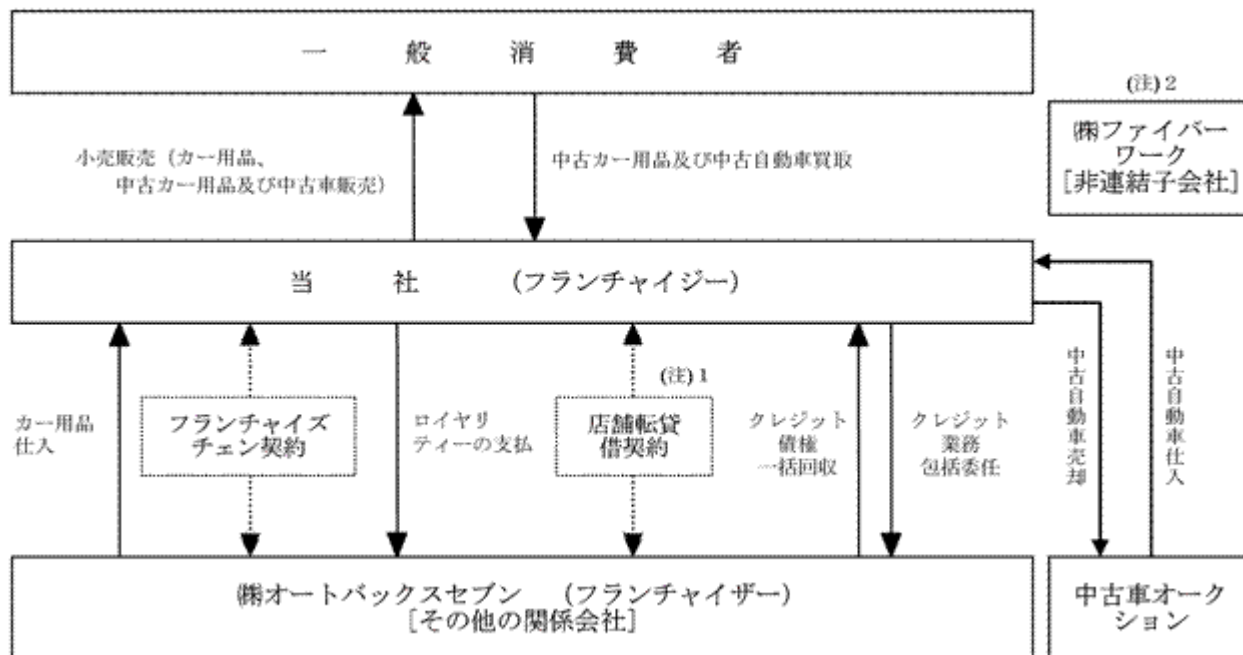 一般消費者
(注)2
㈱ファイバー
ワーク
[非連結子会社]
小売販売(カー用品、
中古カー用品及び中古車販売)
中古カー用品及び中古自動車買取
当社 (フランチャイジー)
カー用品
仕入
フランチャイズ
チェン契約
ロイヤリ
ティーの支払
(注)1
店舗転貸
借契約
クレジット
債権
一括回収
クレジット
業務
包括委任
中古自動車売却
中古自動車仕入
㈱オートバックスセブン (フランチャイザー)
[その他の関係会社]
中古車オーク
ション